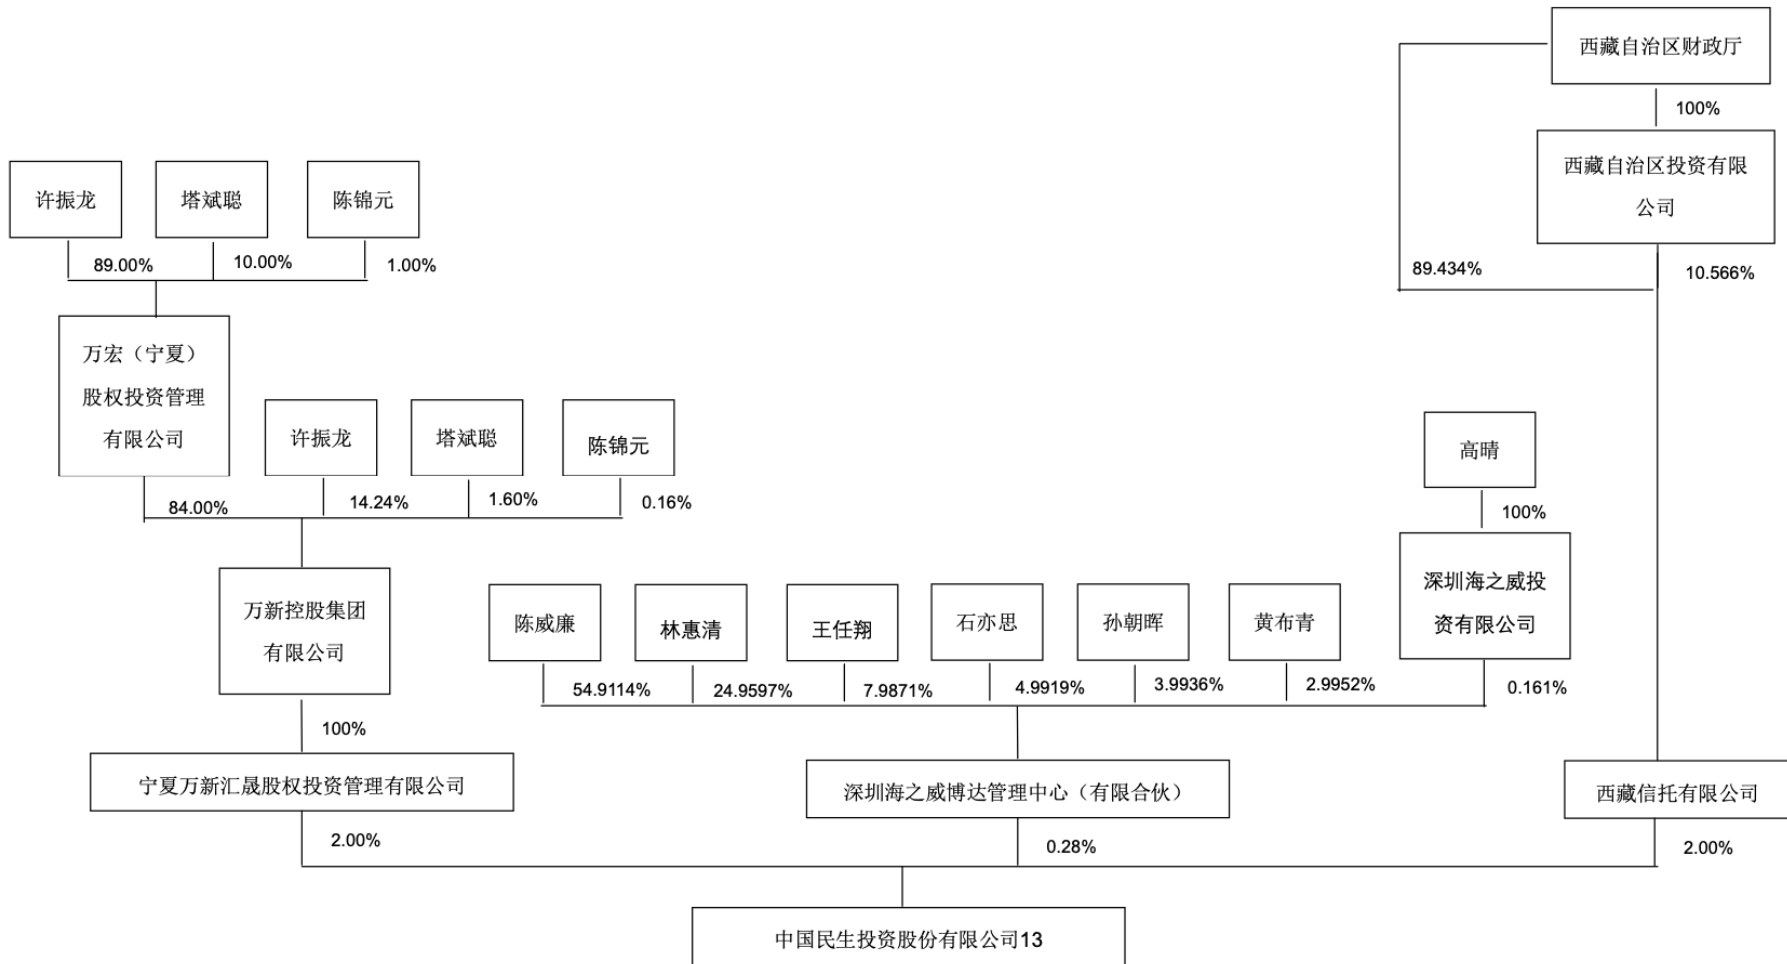 西藏自治区财政厅
100%
西藏自治区投资有限
公司
89.434%
10.566%
许振龙
塔斌聪
陈锦元
89.00%
10.00%
1.00%
万宏（宁夏）
股权投资管理
有限公司
许振龙
塔斌聪
陈锦元
84.00%
14.24%
1.60%
0.16%
高晴
100%
万新控股集团
有限公司
陈威廉
林惠清
王任翔
石亦思
孙朝晖
黄布青
深圳海之威投
资有限公司
54.9114%
24.9597%
7.9871%
4.9919%
3.9936%
2.9952%
0.161%
100%
宁夏万新汇晟股权投资管理有限公司
深圳海之威博达管理中心（有限合伙）
西藏信托有限公司
2.00%
0.28%
2.00%
中国民生投资股份有限公司13